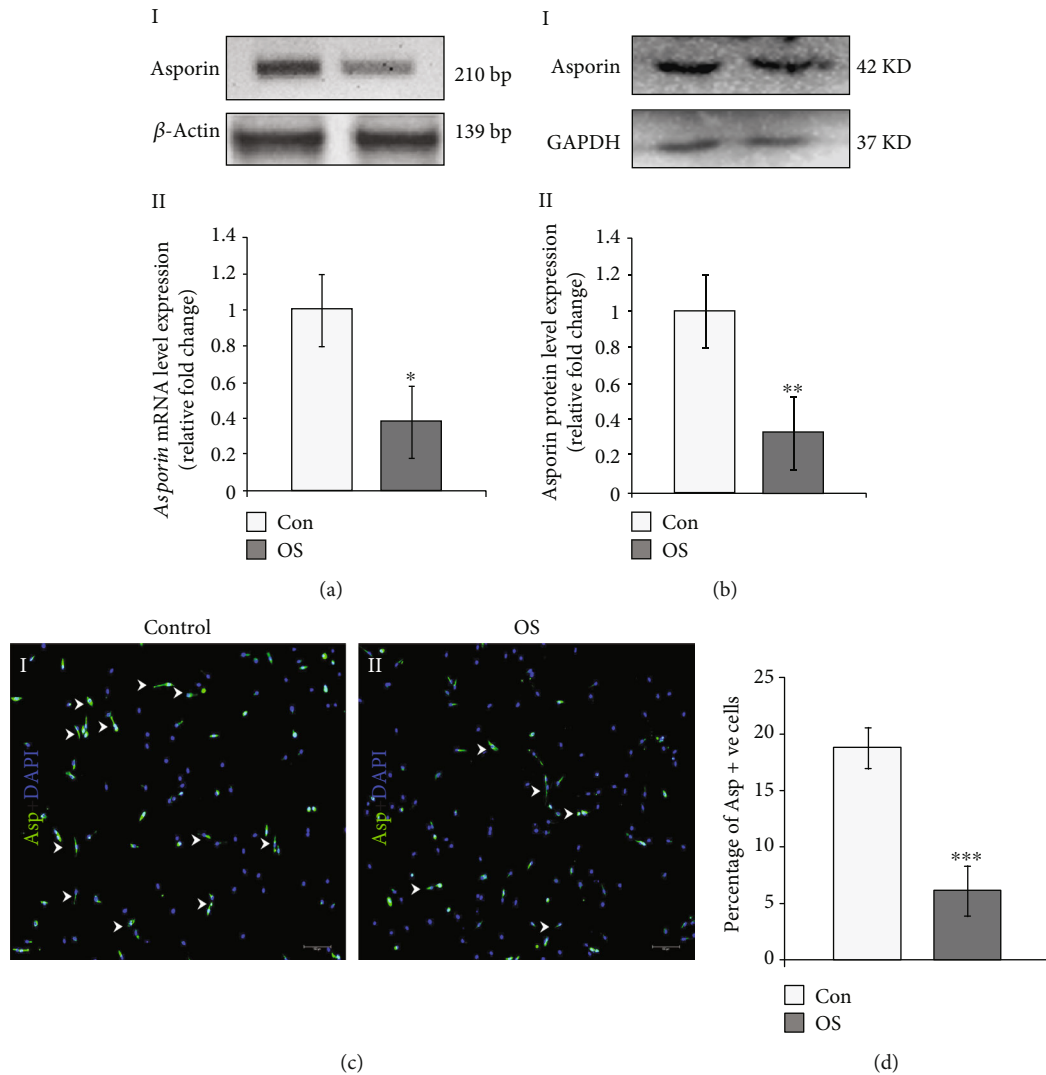 I
Asporin
210 bp
β-Actin
139 bp
II
Asporin mRNA level expression
(relative fold change)
1.4
1.2
1
0.8
0.6
0.4
0.2
0
*
Con
OS
(a)
I
Asporin
42 KD
GAPDH
37 KD
II
Asporin protein level expression
(relative fold change)
1.4
1.2
1
0.8
0.6
0.4
0.2
0
**
Con
OS
(b)
Control
I
Asp+DAPI
OS
II
Asp+DAPI
(c)
Percentage of Asp + ve cells
25
20
15
10
5
0
***
Con
OS
(d)